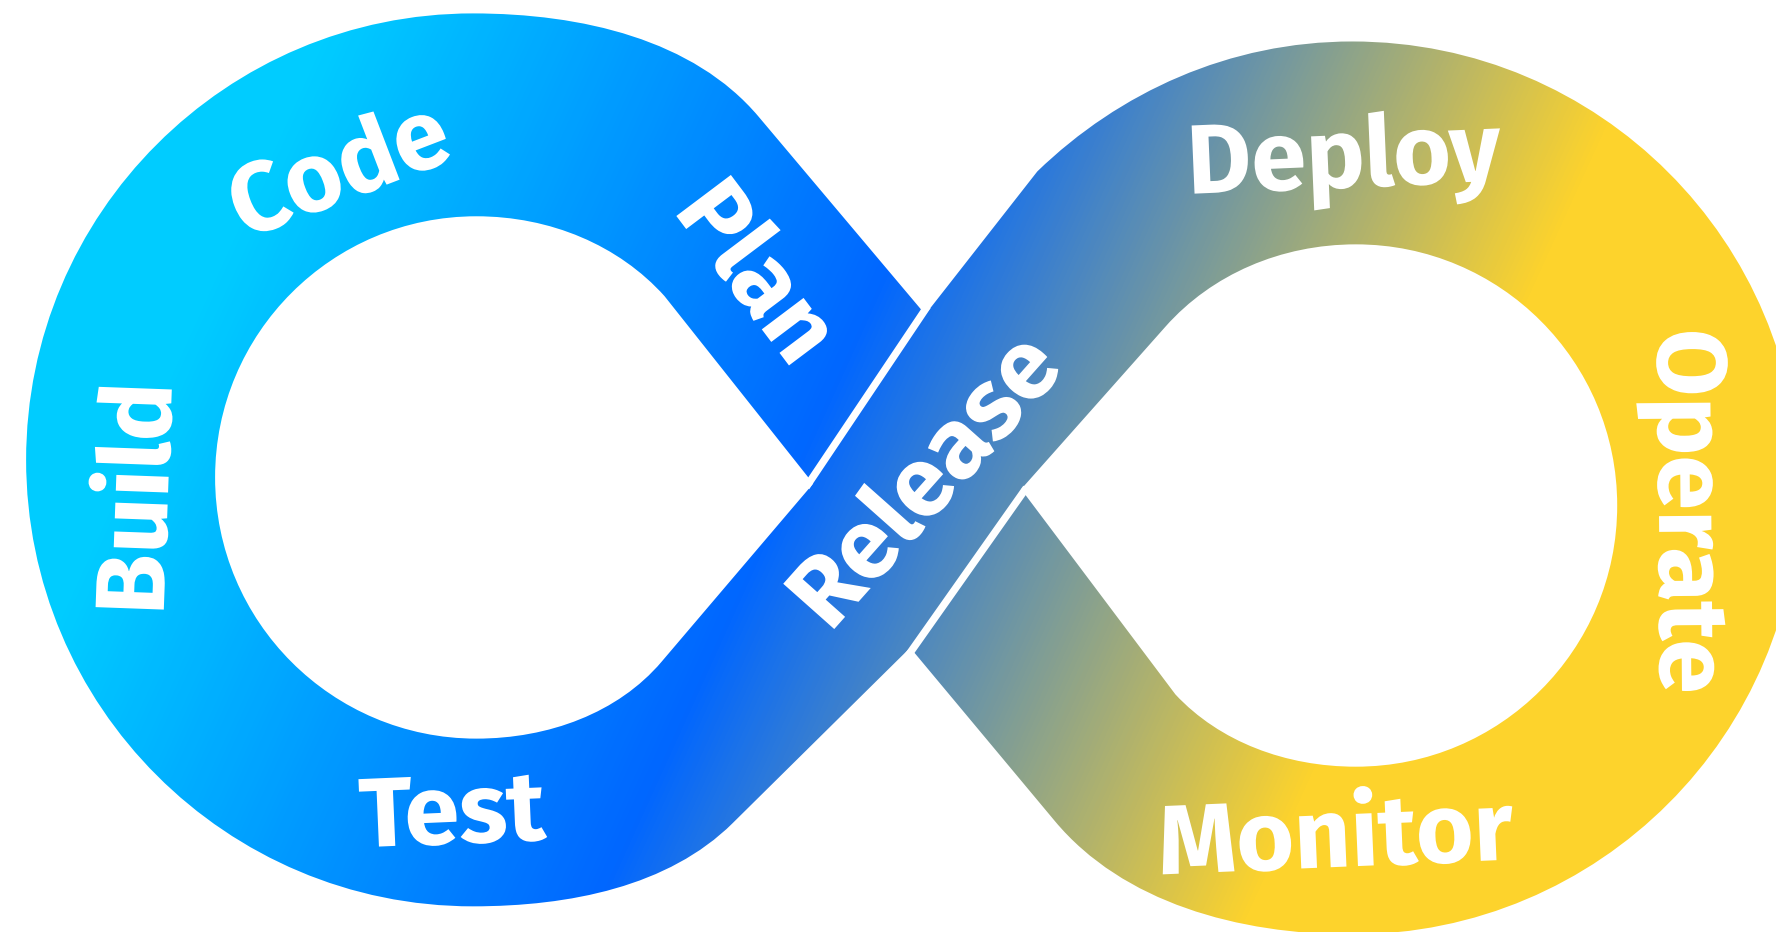 Plan
Code
Build
Test
Release
Deploy
Operate
Monitor